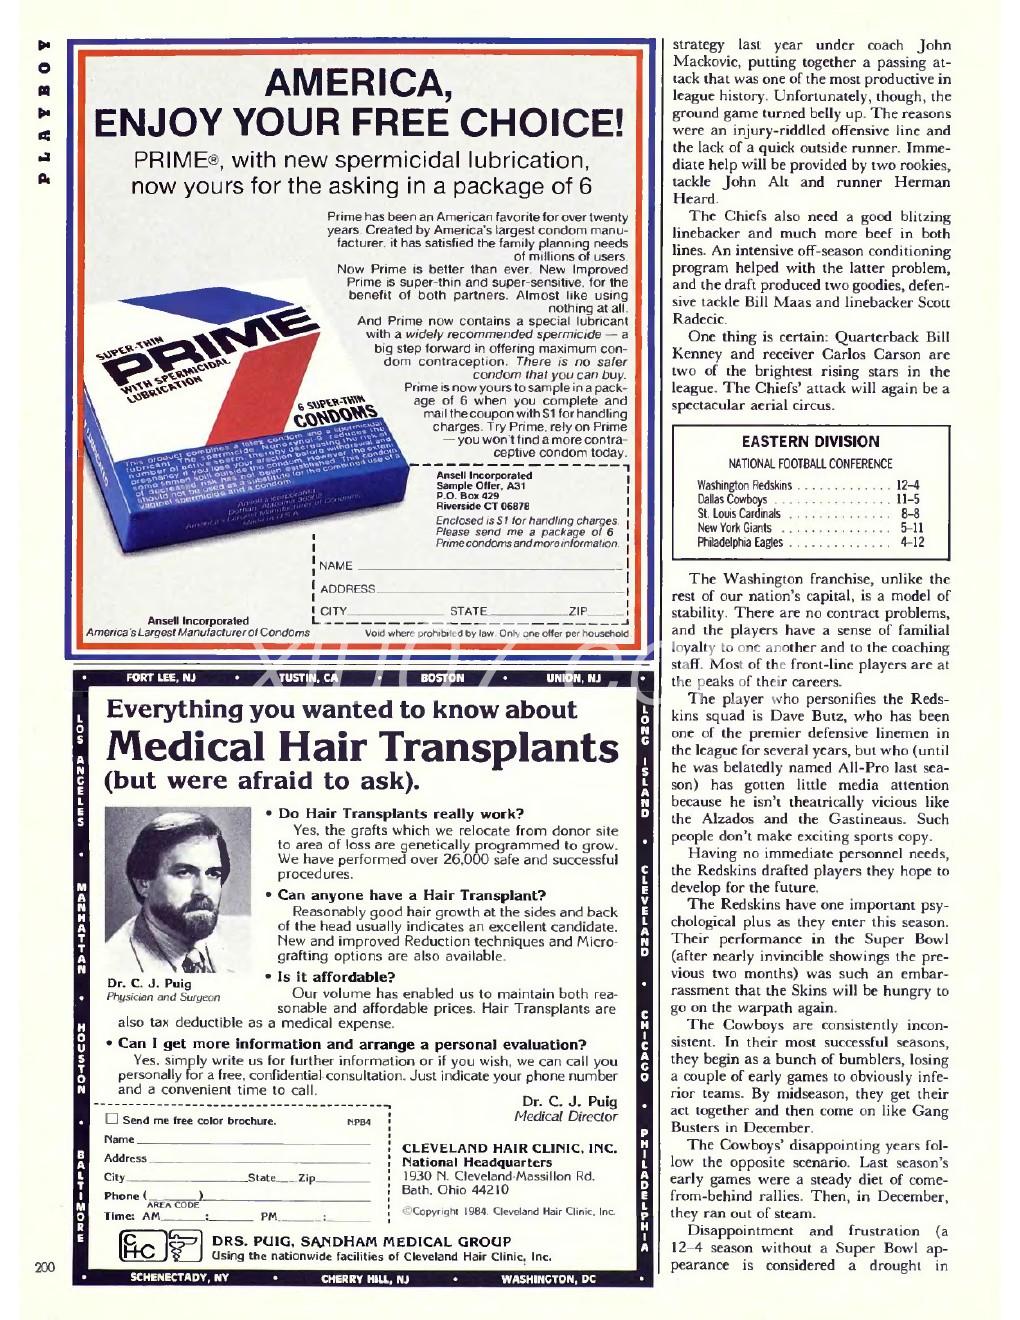 PLAYBOY
AMERICA,
ENJOY YOUR FREE CHOICE!
PRIME®, with new spermicidal lubrication,
now yours for the asking in a package of 6
Prime has been an American favorite for over twenty
years. Created by America's largest condom manu-
facturer, it has satisfied the family planning needs
of millions of users.
Now Prime is better than ever. New Improved
Prime is super-thin and super-sensitive, for the
benefit of both partners. Almost like using
nothing at all.
And Prime now contains a special lubricant
with a widely recommended spermicide — a
big step forward in offering maximum con-
dom contraception. There is no safer
condom that you can buy.
Prime is now yours to sample in a pack-
age of 6 when you complete and
mail the coupon with $1 for handling
charges. Try Prime, rely on Prime
— you won't find a more contra-
ceptive condom today.
SUPER-THIN
PRIME
WITH SPERMICIDAL
LUBRICATION
6 SUPER-THIN
CONDOMS
Ansell Incorporated
Sample Offer, A31
P.O. Box 429
Riverside CT 06878
Enclosed is $1 for handling charges.
Please send me a package of 6
Prime condoms and more information.
NAME
ADDRESS
CITY STATE ZIP
Ansell Incorporated
America's Largest Manufacturer of Condoms
Void where prohibited by law. Only one offer per household.
FORT LEE, NJ • TUSTIN, CA • BOSTON • UNION, NJ
LOS ANGELES • MANHATTAN • HOUSTON • BALTIMORE
Everything you wanted to know about
Medical Hair Transplants
(but were afraid to ask).
• Do Hair Transplants really work?
Yes, the grafts which we relocate from donor site
to area of loss are genetically programmed to grow.
We have performed over 26,000 safe and successful
procedures.
• Can anyone have a Hair Transplant?
Reasonably good hair growth at the sides and back
of the head usually indicates an excellent candidate.
New and improved Reduction techniques and Micro-
grafting options are also available.
Dr. C. J. Puig
Physician and Surgeon
• Is it affordable?
Our volume has enabled us to maintain both rea-
sonable and affordable prices. Hair Transplants are
also tax deductible as a medical expense.
• Can I get more information and arrange a personal evaluation?
Yes, simply write us for further information or if you wish, we can call you
personally for a free, confidential consultation. Just indicate your phone number
and a convenient time to call.
Dr. C. J. Puig
Medical Director
Send me free color brochure. NPB4
Name
Address
City State Zip
Phone ( )
AREA CODE
Time: AM : PM :
CLEVELAND HAIR CLINIC, INC.
National Headquarters
1930 N. Cleveland-Massillon Rd.
Bath, Ohio 44210
©Copyright 1984, Cleveland Hair Clinic, Inc.
CHC
DRS. PUIG, SANDHAM MEDICAL GROUP
Using the nationwide facilities of Cleveland Hair Clinic, Inc.
LONG ISLAND • CLEVELAND • CHICAGO • PHILADELPHIA
• SCHENECTADY, NY • CHERRY HILL, NJ • WASHINGTON, DC •
200
strategy last year under coach John
Mackovic, putting together a passing at-
tack that was one of the most productive in
league history. Unfortunately, though, the
ground game turned belly up. The reasons
were an injury-riddled offensive line and
the lack of a quick outside runner. Imme-
diate help will be provided by two rookies,
tackle John Alt and runner Herman
Heard.
The Chiefs also need a good blitzing
linebacker and much more beef in both
lines. An intensive off-season conditioning
program helped with the latter problem,
and the draft produced two goodies, defen-
sive tackle Bill Maas and linebacker Scott
Radecic.
One thing is certain: Quarterback Bill
Kenney and receiver Carlos Carson are
two of the brightest rising stars in the
league. The Chiefs' attack will again be a
spectacular aerial circus.
EASTERN DIVISION
NATIONAL FOOTBALL CONFERENCE
Washington Redskins . . . . . . . . . . . . . 12–4
Dallas Cowboys . . . . . . . . . . . . . . . . 11–5
St. Louis Cardinals . . . . . . . . . . . . . . 8–8
New York Giants . . . . . . . . . . . . . . . 5–11
Philadelphia Eagles . . . . . . . . . . . . . . 4–12
The Washington franchise, unlike the
rest of our nation's capital, is a model of
stability. There are no contract problems,
and the players have a sense of familial
loyalty to one another and to the coaching
staff. Most of the front-line players are at
the peaks of their careers.
The player who personifies the Reds-
kins squad is Dave Butz, who has been
one of the premier defensive linemen in
the league for several years, but who (until
he was belatedly named All-Pro last sea-
son) has gotten little media attention
because he isn't theatrically vicious like
the Alzados and the Gastineaus. Such
people don't make exciting sports copy.
Having no immediate personnel needs,
the Redskins drafted players they hope to
develop for the future.
The Redskins have one important psy-
chological plus as they enter this season.
Their performance in the Super Bowl
(after nearly invincible showings the pre-
vious two months) was such an embar-
rassment that the Skins will be hungry to
go on the warpath again.
The Cowboys are consistently incon-
sistent. In their most successful seasons,
they begin as a bunch of bumblers, losing
a couple of early games to obviously infe-
rior teams. By midseason, they get their
act together and then come on like Gang
Busters in December.
The Cowboys' disappointing years fol-
low the opposite scenario. Last season's
early games were a steady diet of come-
from-behind rallies. Then, in December,
they ran out of steam.
Disappointment and frustration (a
12–4 season without a Super Bowl ap-
pearance is considered a drought in